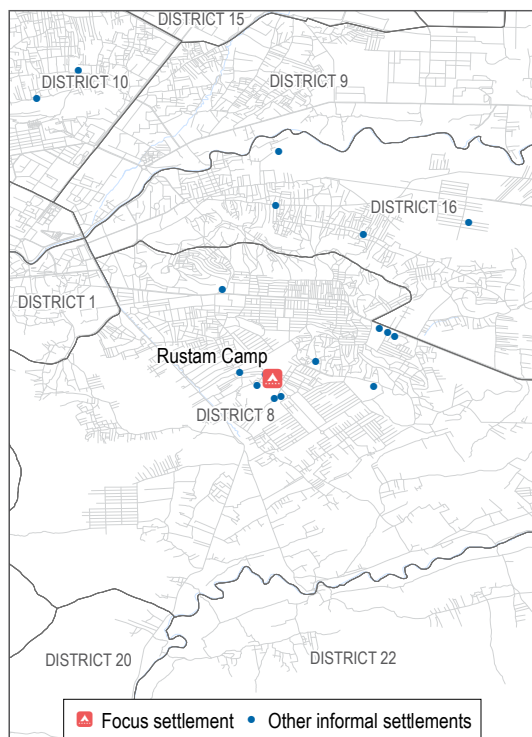 DISTRICT 15
DISTRICT 10
DISTRICT 9
DISTRICT 16
DISTRICT 1
Rustam Camp
DISTRICT 8
DISTRICT 20
DISTRICT 22
Focus settlement
Other informal settlements